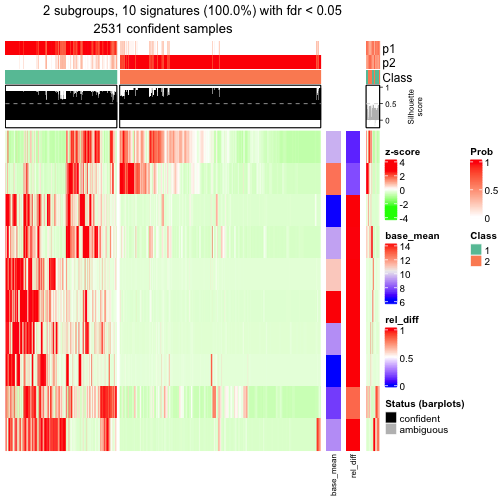 2 subgroups, 10 signatures (100.0%) with fdr < 0.05
2531 confident samples
p1
p2
Class
1
0.5
0
Silhouette
score
z-score
4
2
0
-2
-4
Prob
1
0.5
0
base_mean
14
12
10
8
6
Class
1
2
rel_diff
1
0.5
0
Status (barplots)
confident
ambiguous
base_mean
rel_diff